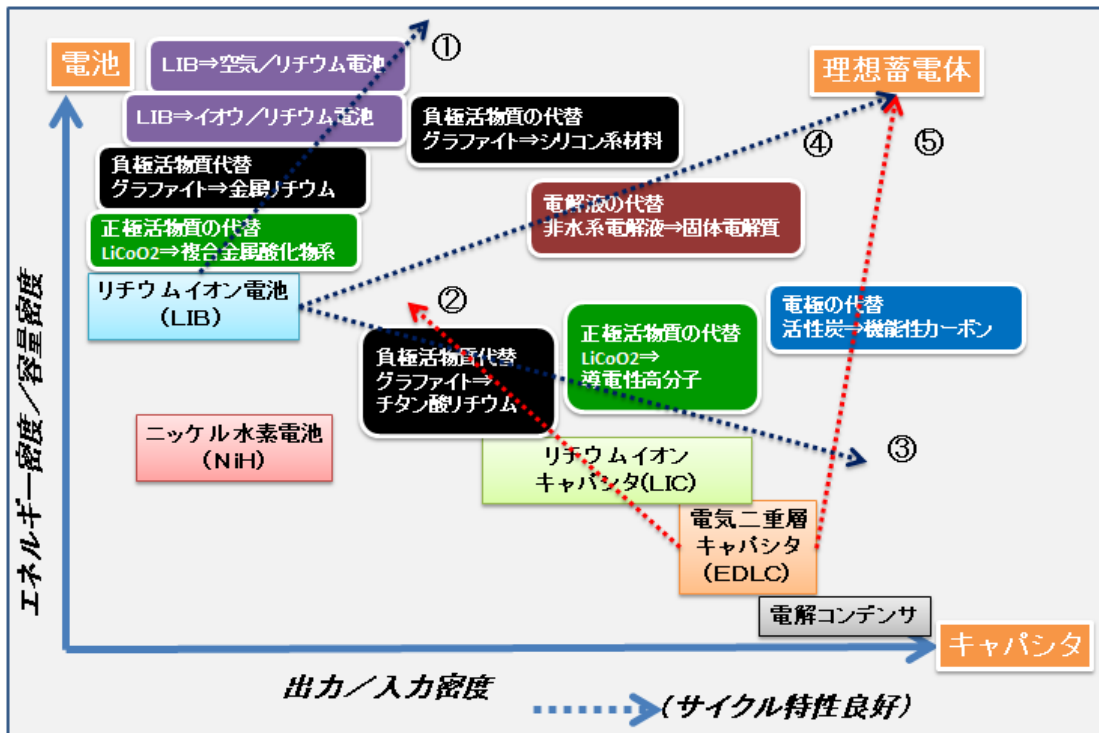 電池
①
LIB⇒空気／リチウム電池
理想蓄電体
LIB⇒イオウ／リチウム電池
負極活物質の代替
グラファイト⇒シリコン系材料
④
⑤
負極活物質代替
グラファイト⇒金属リチウム
電解液の代替
非水系電解液⇒固体電解質
正極活物質の代替
LiCoO2⇒複合金属酸化物系
リチウムイオン電池
(LIB)
②
電極の代替
活性炭⇒機能性カーボン
正極活物質の代替
LiCoO2⇒
導電性高分子
負極活物質代替
グラファイト⇒
チタン酸リチウム
ニッケル水素電池
(NiH)
③
リチウムイオン
キャパシタ(LIC)
電気二重層
キャパシタ
(EDLC)
電解コンデンサ
キャパシタ
エネルギー密度／容量密度
出力／入力密度
(サイクル特性良好)